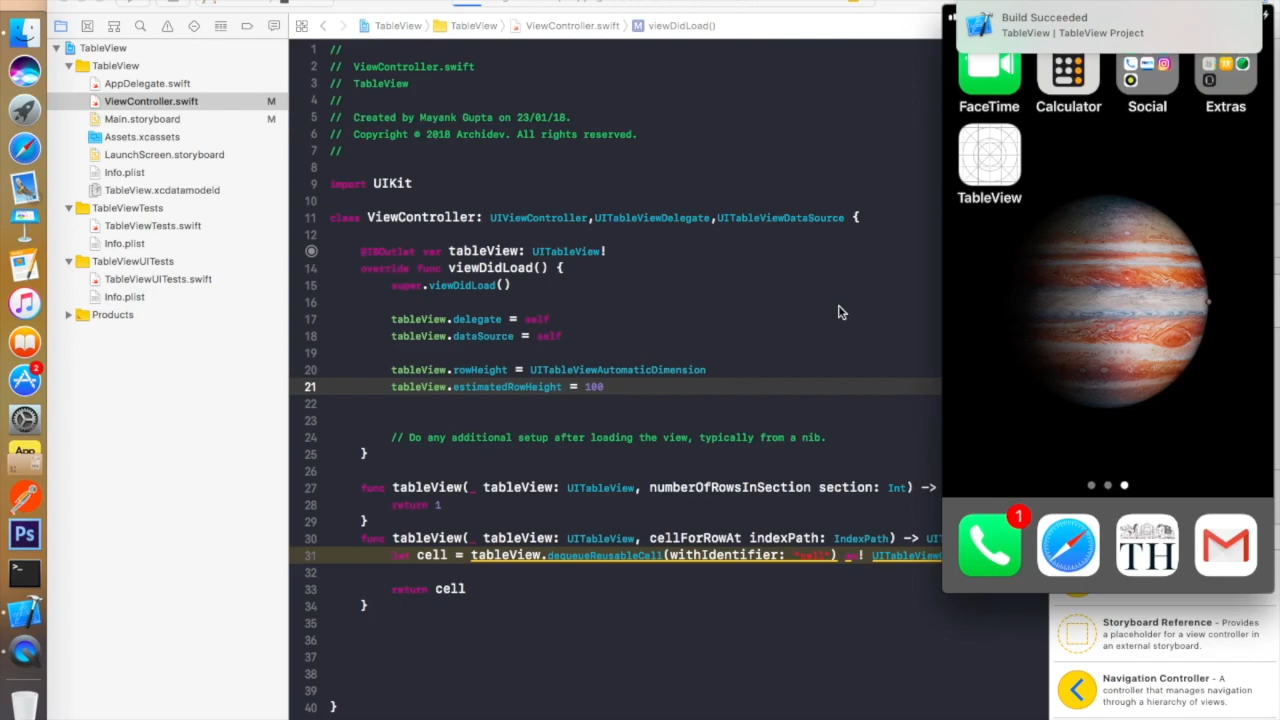 TableView
TableView
ViewController.swift
viewDidLoad()
TableView
TableView
AppDelegate.swift
ViewController.swift M
Main.storyboard M
Assets.xcassets
LaunchScreen.storyboard
Info.plist
TableView.xcdatamodeld
TableViewTests
TableViewTests.swift
Info.plist
TableViewUITests
TableViewUITests.swift
Info.plist
Products
2
App
Ps
>_
1 //
2 // ViewController.swift
3 // TableView
4 //
5 // Created by Mayank Gupta on 23/01/18.
6 // Copyright © 2018 Archidev. All rights reserved.
7 //
8
9 import UIKit
10
11 class ViewController: UIViewController,UITableViewDelegate,UITableViewDataSource {
12
@IBOutlet var tableView: UITableView!
14 override func viewDidLoad() {
15 super.viewDidLoad()
16
17 tableView.delegate = self
18 tableView.dataSource = self
19
20 tableView.rowHeight = UITableViewAutomaticDimension
21 tableView.estimatedRowHeight = 100
22
23
24 // Do any additional setup after loading the view, typically from a nib.
25 }
26
27 func tableView(_ tableView: UITableView, numberOfRowsInSection section: Int) ->
28 return 1
29 }
30 func tableView(_ tableView: UITableView, cellForRowAt indexPath: IndexPath) ->
31 let cell = tableView.dequeueReusableCell(withIdentifier: "cell") as!
32
33 return cell
34 }
35
36
37
38
39
40 }
Build Succeeded
TableView | TableView Project
FaceTime
Calculator
Social
Extras
TableView
1
TH
Storyboard Reference - Provides
a placeholder for a view controller in
an external storyboard.
Navigation Controller - A
controller that manages navigation
through a hierarchy of views.